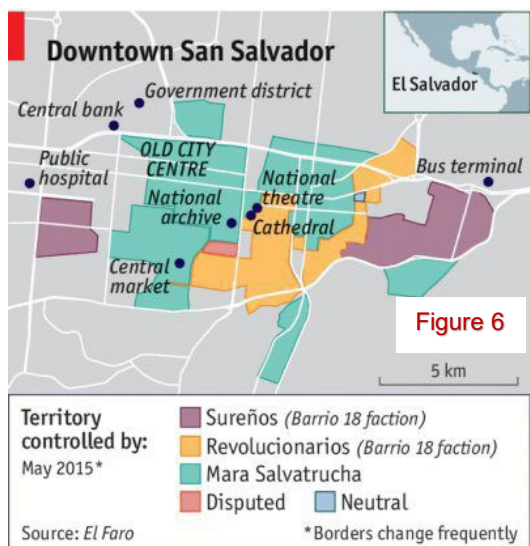 Downtown San Salvador
El Salvador
Government district
Central bank
OLD CITY
CENTRE
Public
hospital
National
theatre
Bus terminal
National
archive
Cathedral
Central
market
Figure 6
5 km
Territory
controlled by:
May 2015*
Sureños (Barrio 18 faction)
Revolucionarios (Barrio 18 faction)
Mara Salvatrucha
Disputed
Neutral
Source: El Faro
*Borders change frequently